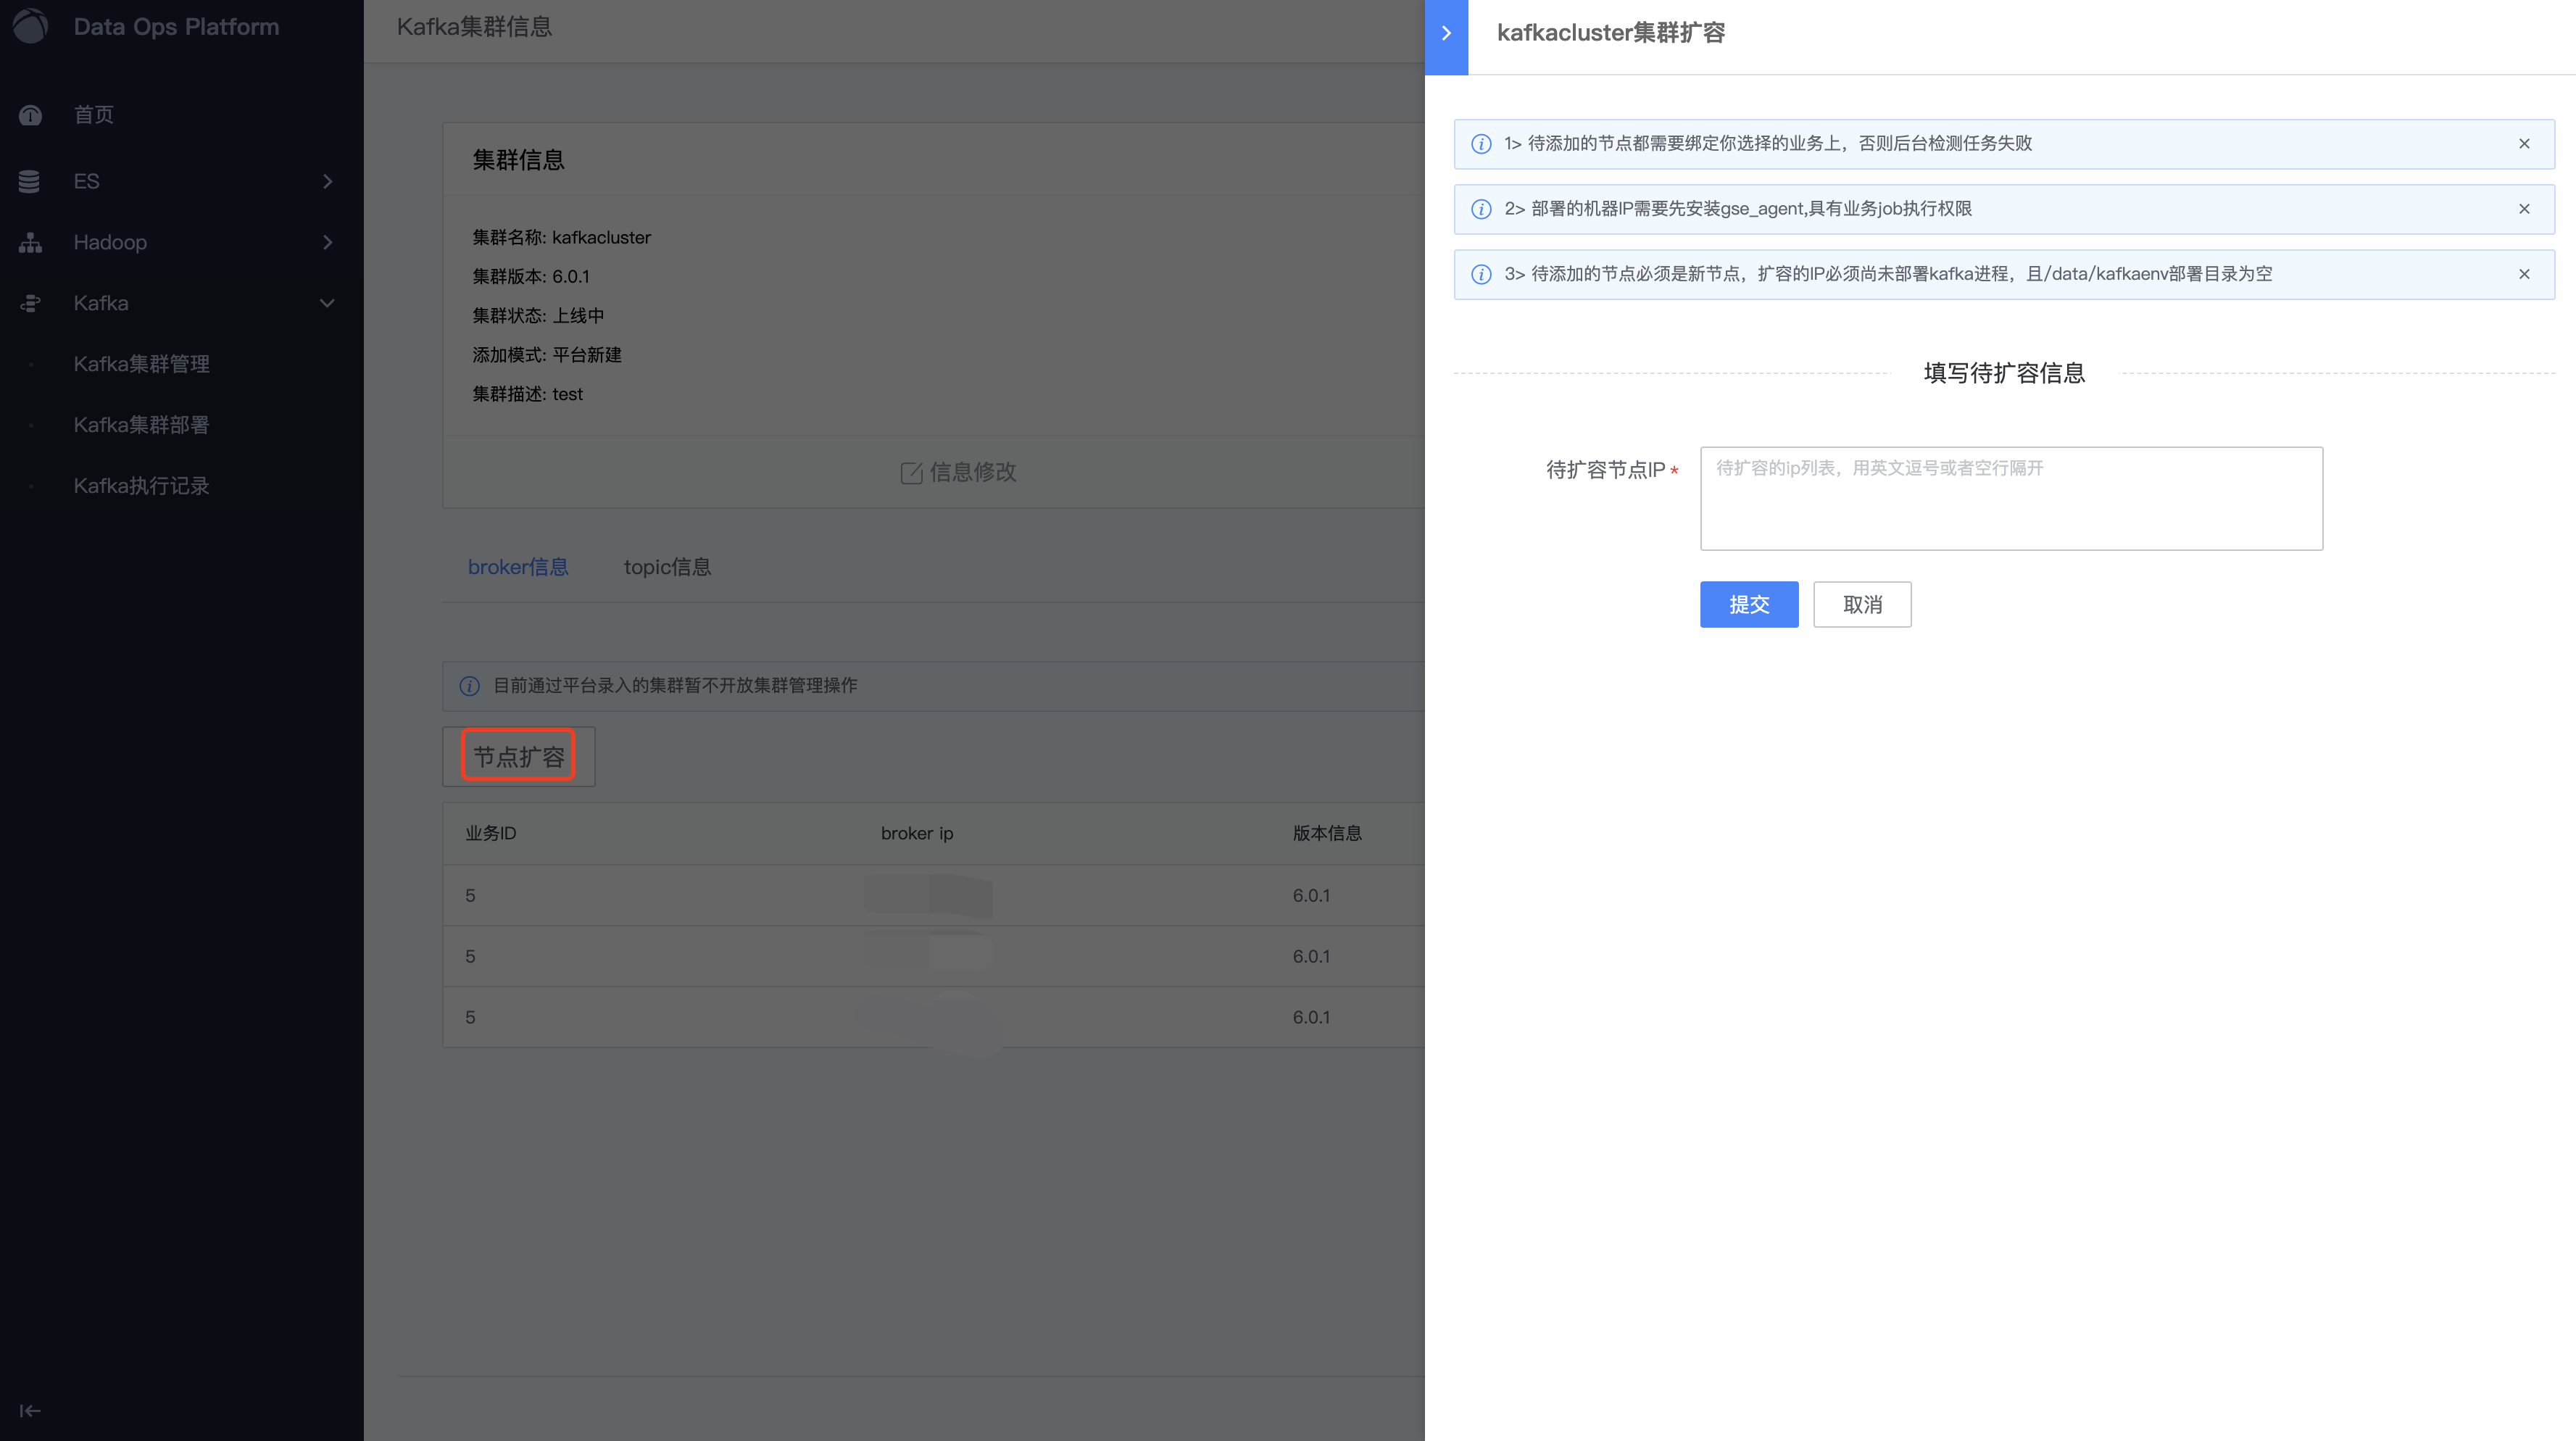 Data Ops Platform
首页
ES
Hadoop
Kafka
Kafka集群管理
Kafka集群部署
Kafka执行记录
Kafka集群信息
集群信息
集群名称: kafkacluster
集群版本: 6.0.1
集群状态: 上线中
添加模式: 平台新建
集群描述: test
信息修改
broker信息
topic信息
目前通过平台录入的集群暂不开放集群管理操作
节点扩容
业务ID broker ip 版本信息
5 6.0.1
5 6.0.1
5 6.0.1
kafkacluster集群扩容
1> 待添加的节点都需要绑定你选择的业务上，否则后台检测任务失败
2> 部署的机器IP需要先安装gse_agent,具有业务job执行权限
3> 待添加的节点必须是新节点，扩容的IP必须尚未部署kafka进程，且/data/kafkaenv部署目录为空
填写待扩容信息
待扩容节点IP *
待扩容的ip列表，用英文逗号或者空行隔开
提交
取消